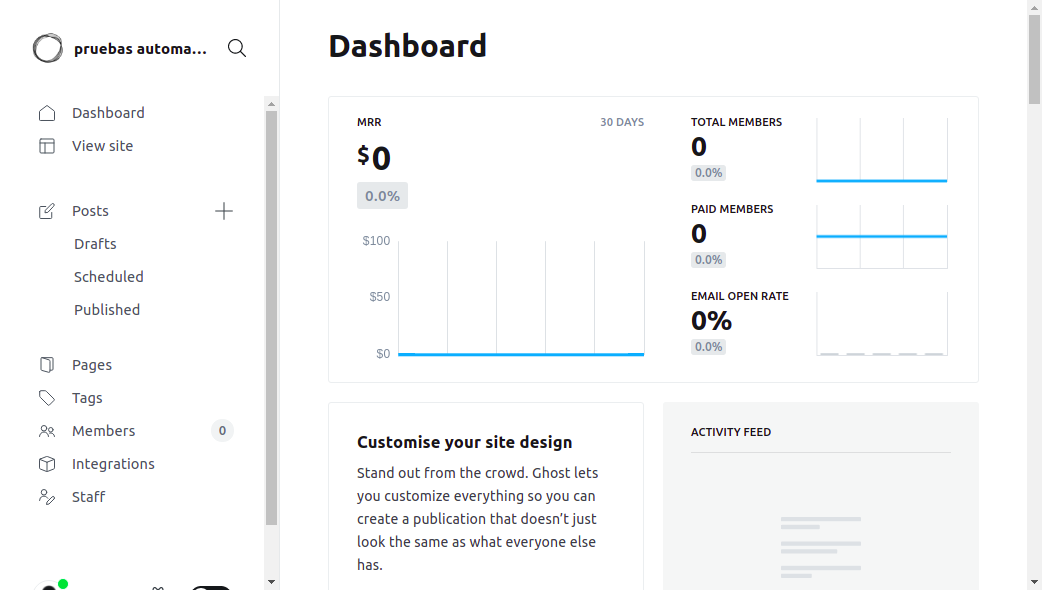 pruebas automa...
Dashboard
View site
Posts
Drafts
Scheduled
Published
Pages
Tags
Members 0
Integrations
Staff
Dashboard
MRR 30 DAYS
$0
0.0%
$100
$50
$0
TOTAL MEMBERS
0
0.0%
PAID MEMBERS
0
0.0%
EMAIL OPEN RATE
0%
0.0%
Customise your site design
Stand out from the crowd. Ghost lets
you customize everything so you can
create a publication that doesn’t just
look the same as what everyone else
has.
ACTIVITY FEED